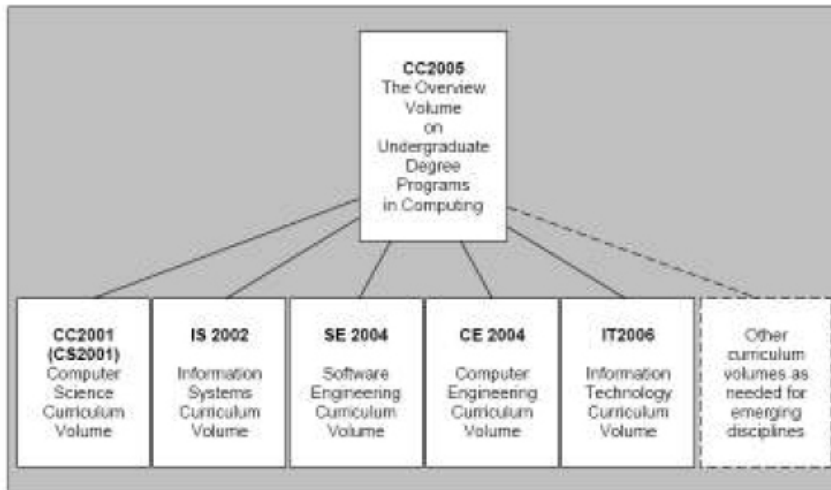 CC2005
The Overview
Volume
on
Undergraduate
Degree
Programs
in Computing
CC2001
(CS2001)
Computer
Science
Curriculum
Volume
IS 2002
Information
Systems
Curriculum
Volume
SE 2004
Software
Engineering
Curriculum
Volume
CE 2004
Computer
Engineering
Curriculum
Volume
IT2006
Information
Technology
Curriculum
Volume
Other
curriculum
volumes as
needed for
emerging
disciplines